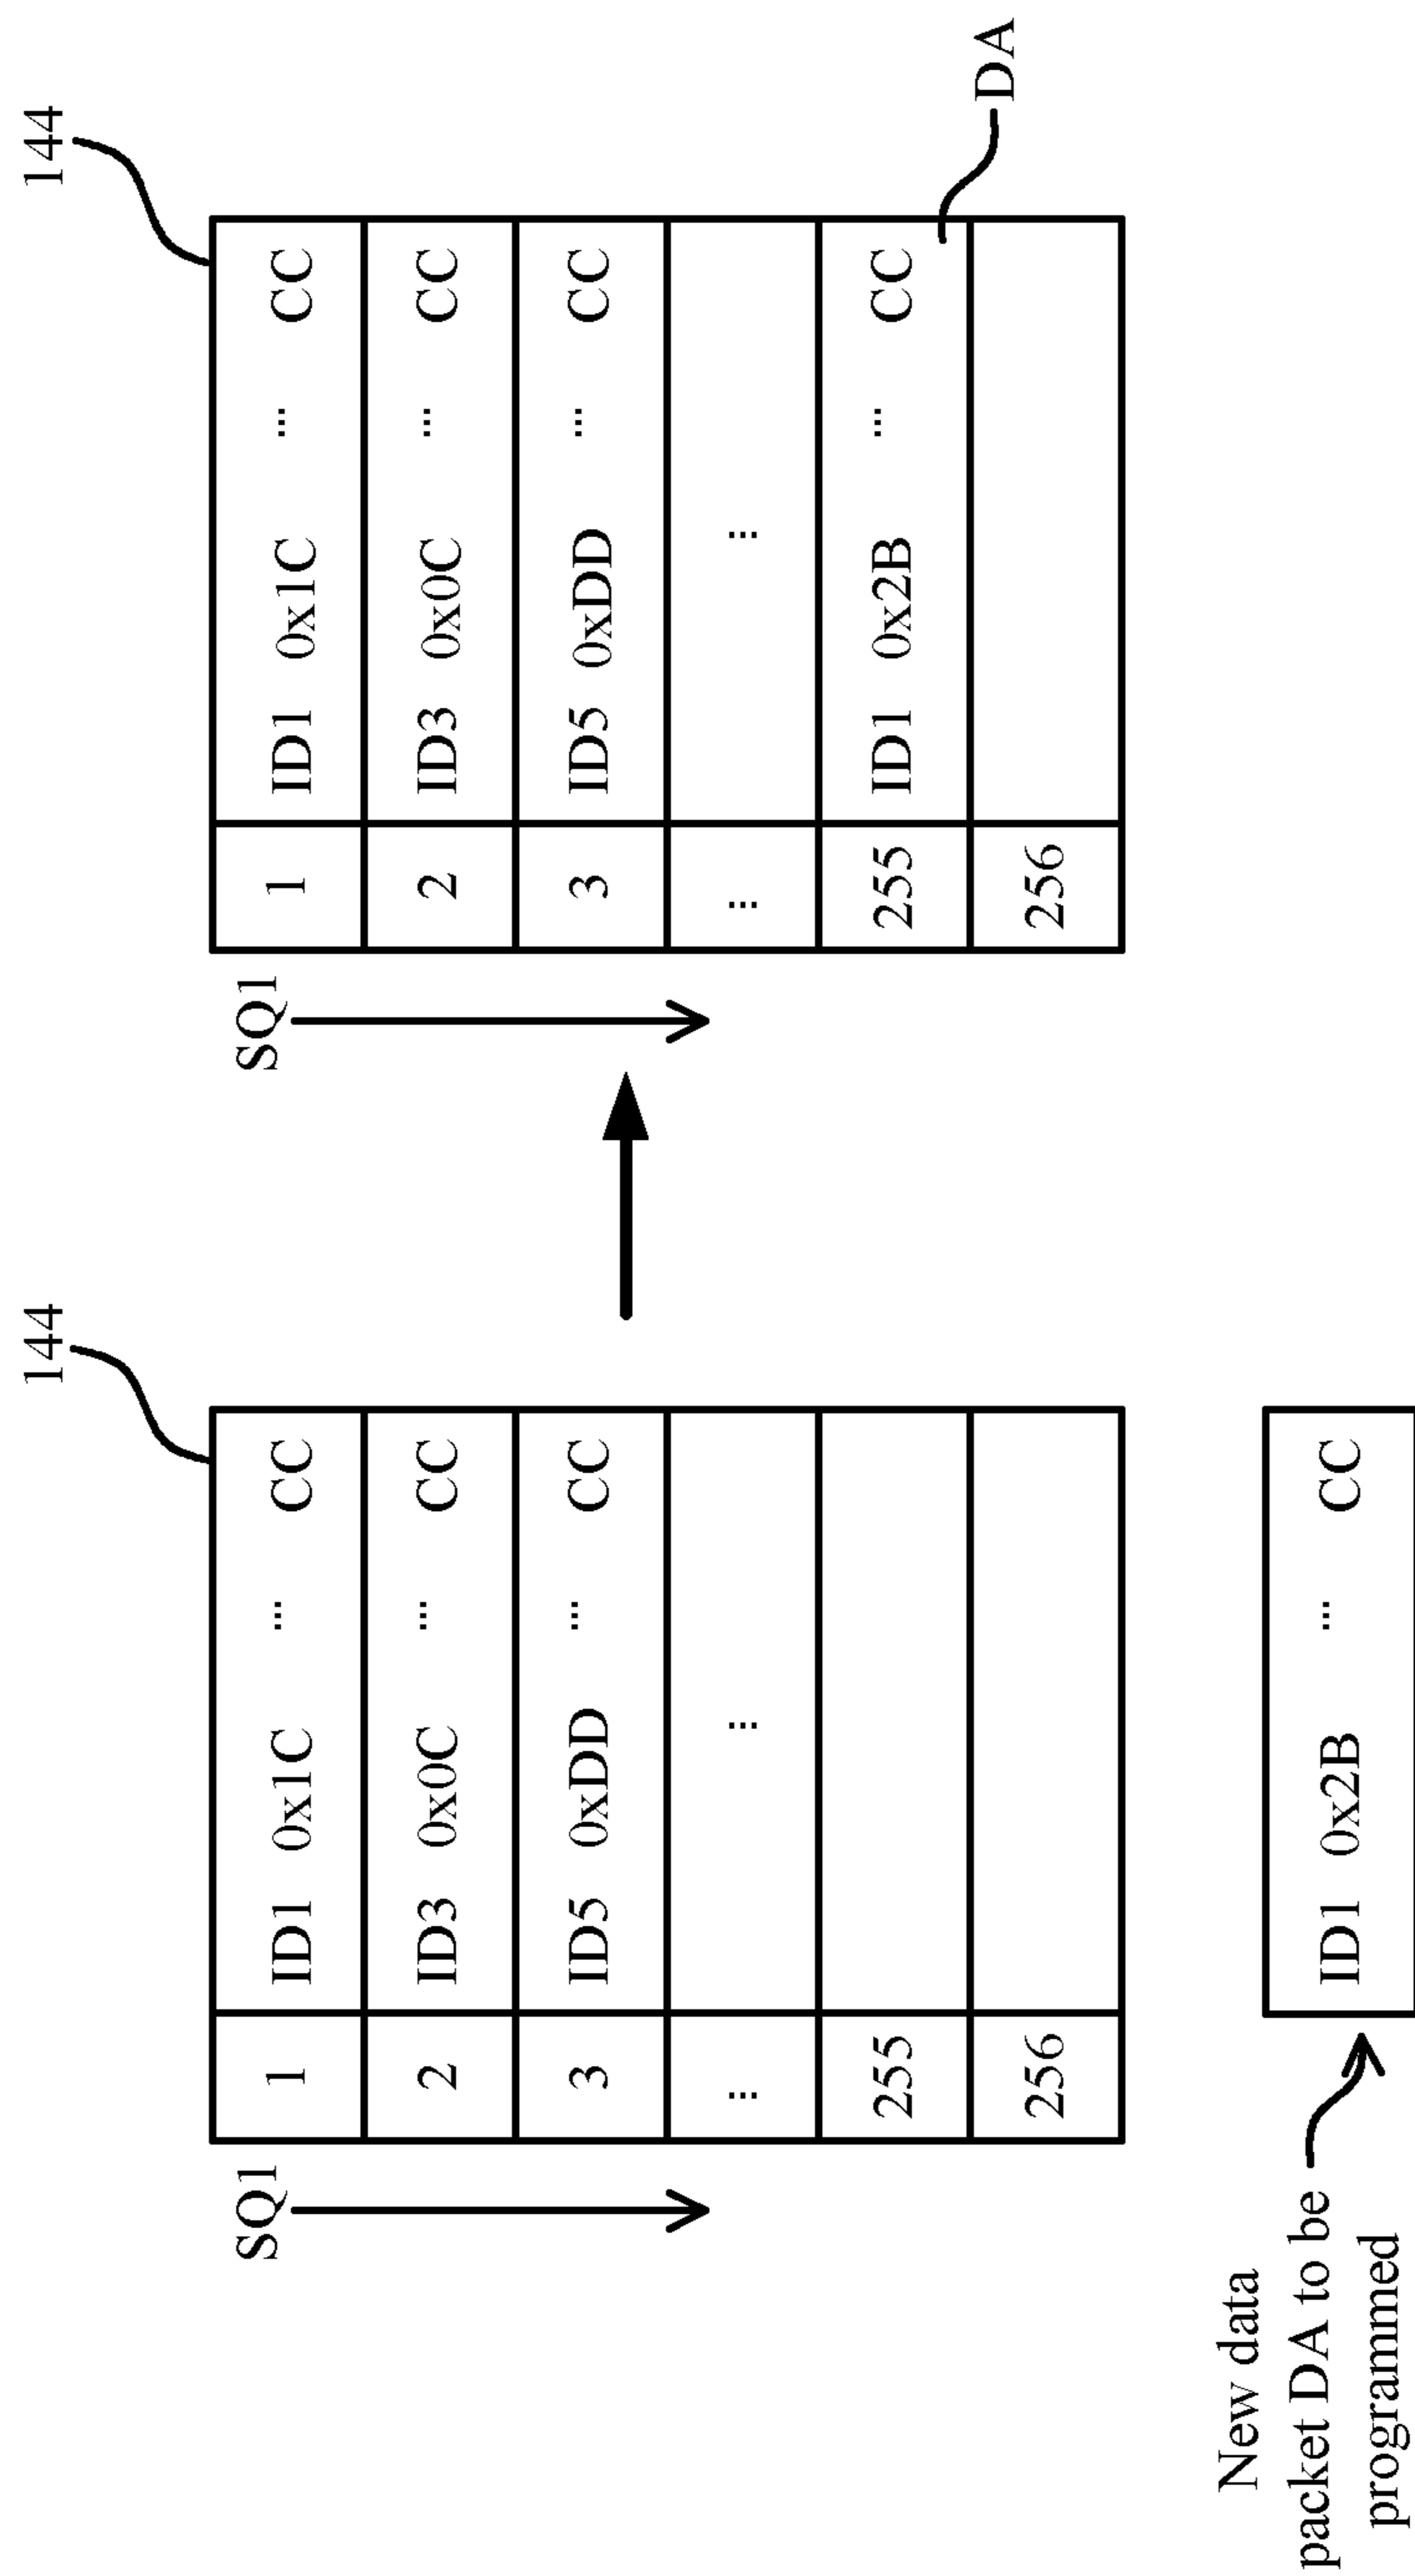 144
SQ1
1 ID1 0x1C ... CC
2 ID3 0x0C ... CC
3 ID5 0xDD ... CC
... ...
255
256
New data
packet DA to be
programmed
ID1 0x2B ... CC
144
SQ1
1 ID1 0x1C ... CC
2 ID3 0x0C ... CC
3 ID5 0xDD ... CC
... ...
255 ID1 0x2B ... CC
256
DA